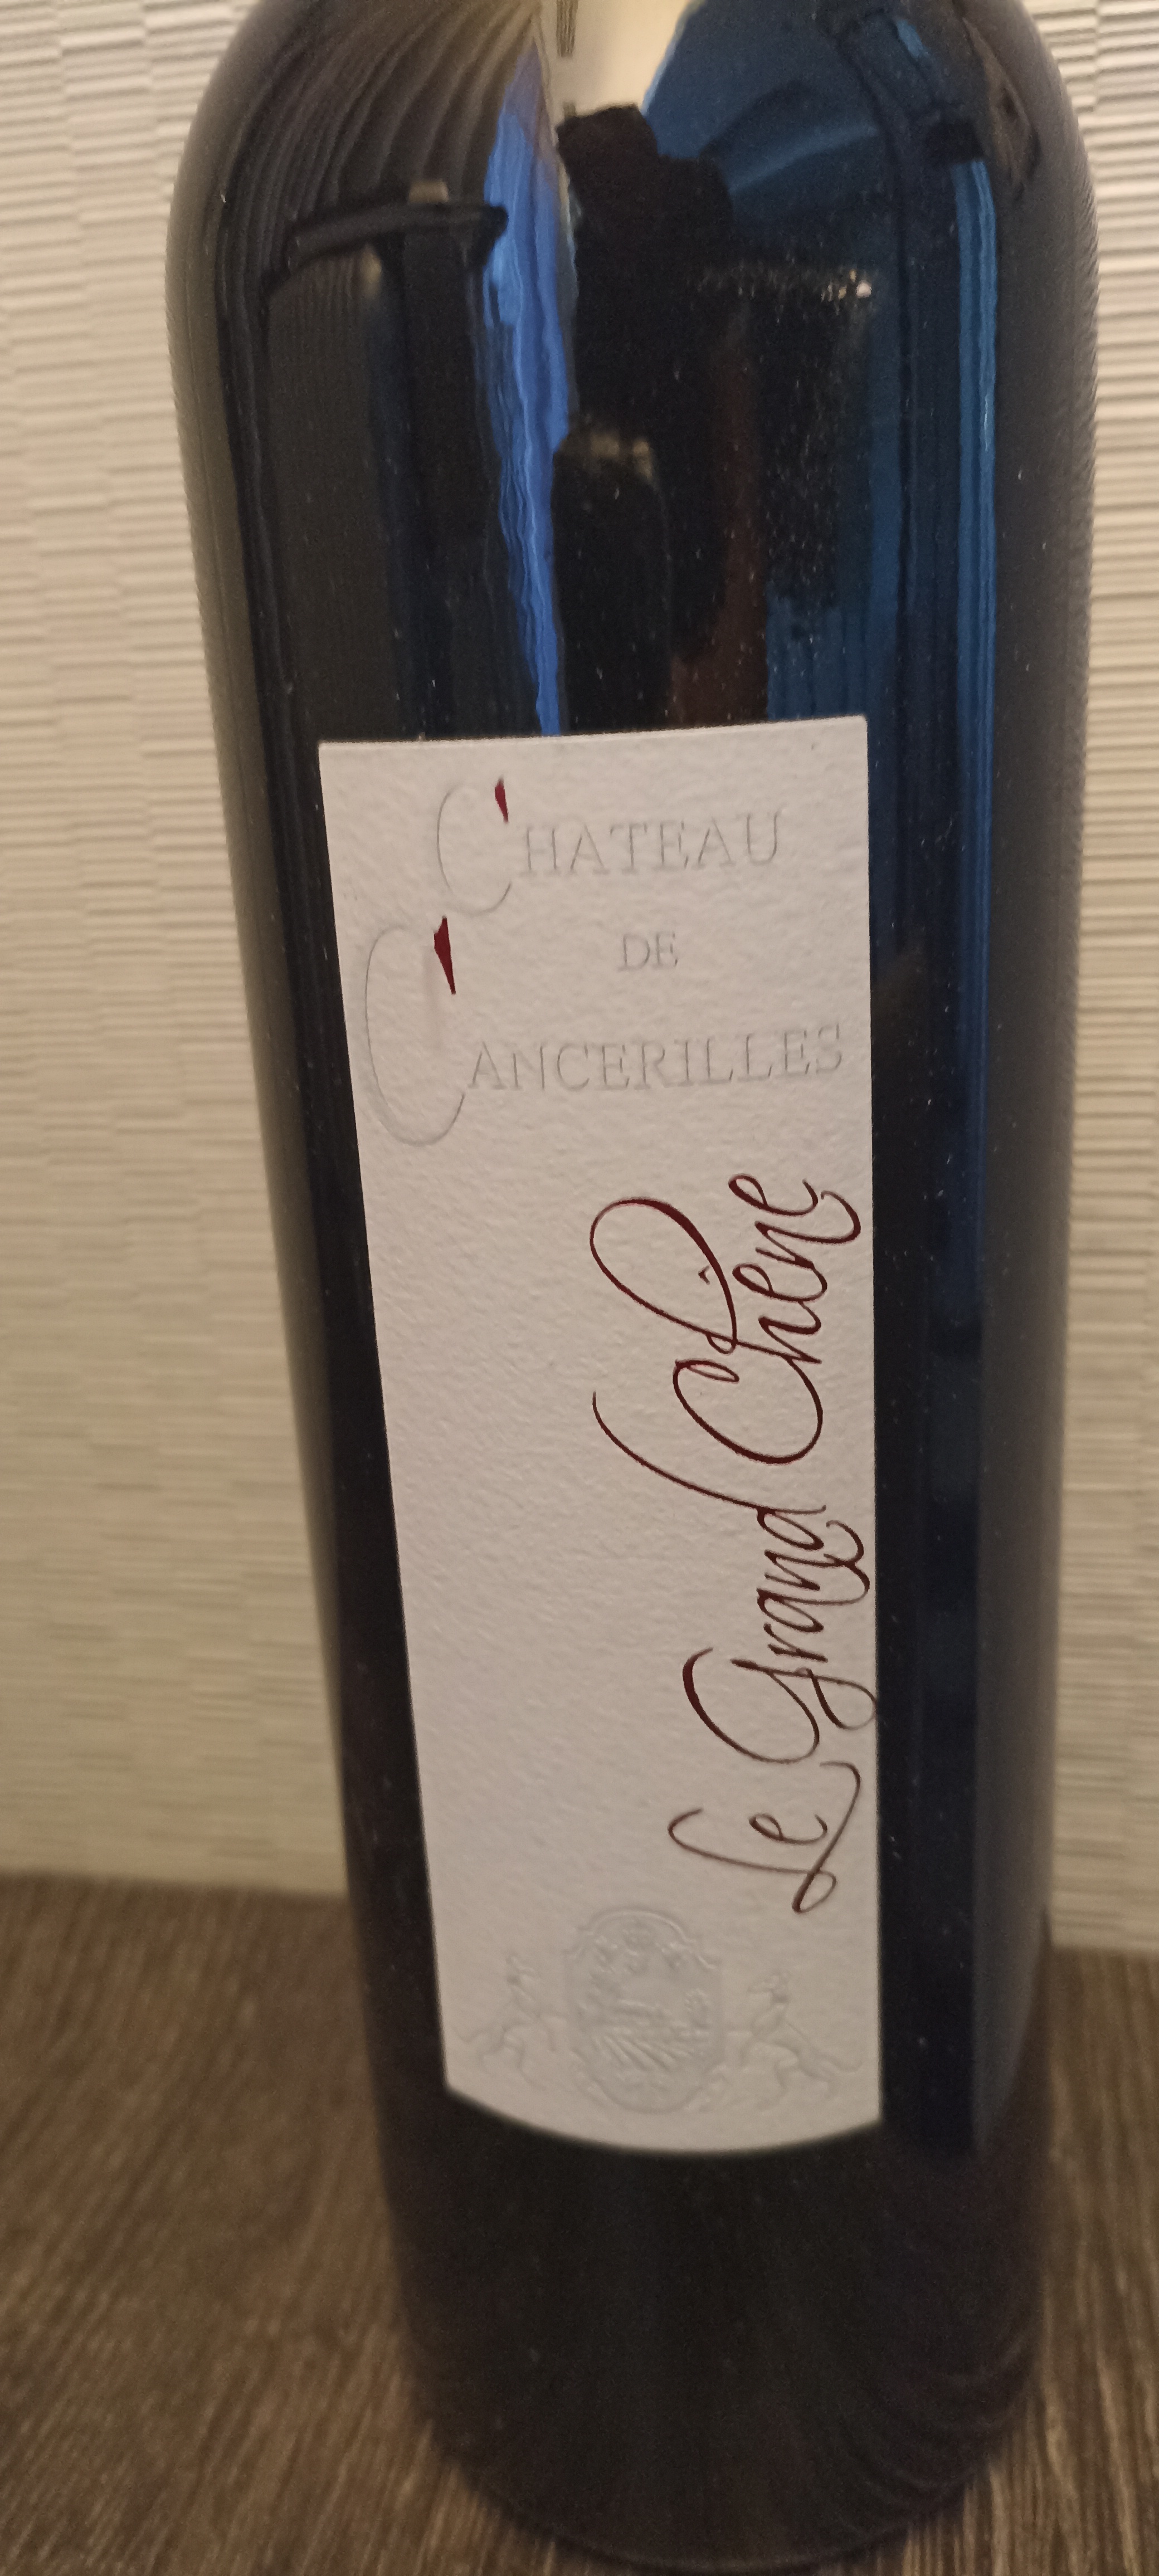 CHATEAU
DE
CANCERILLES
Le Grand Chêne